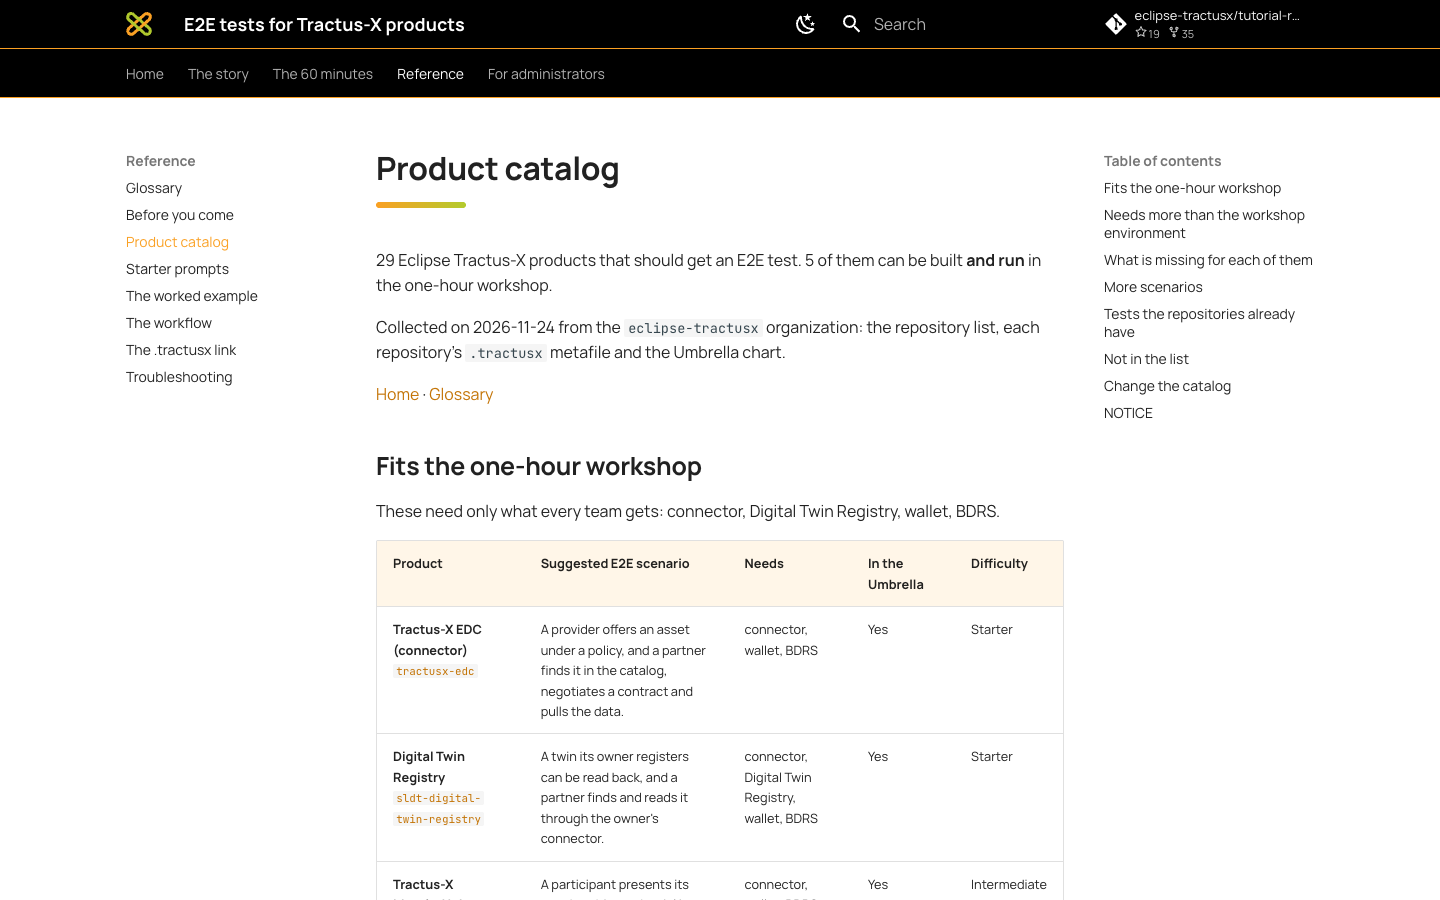 E2E tests for Tractus-X products
Search
eclipse-tractusx/tutorial-r...
19 35
Home The story The 60 minutes Reference For administrators
Reference
Glossary
Before you come
Product catalog
Starter prompts
The worked example
The workflow
The .tractusx link
Troubleshooting
Product catalog
29 Eclipse Tractus-X products that should get an E2E test. 5 of them can be built and run in
the one-hour workshop.
Collected on 2026-11-24 from the eclipse-tractusx organization: the repository list, each
repository's .tractusx metafile and the Umbrella chart.
Home · Glossary
Fits the one-hour workshop
These need only what every team gets: connector, Digital Twin Registry, wallet, BDRS.
Product
Suggested E2E scenario
Needs
In the
Umbrella
Difficulty
Tractus-X EDC
(connector)
tractusx-edc
A provider offers an asset
under a policy, and a partner
finds it in the catalog,
negotiates a contract and
pulls the data.
connector,
wallet, BDRS
Yes
Starter
Digital Twin
Registry
sldt-digital-
twin-registry
A twin its owner registers
can be read back, and a
partner finds and reads it
through the owner's
connector.
connector,
Digital Twin
Registry,
wallet, BDRS
Yes
Starter
Tractus-X
A participant presents its
connector,
Yes
Intermediate
Table of contents
Fits the one-hour workshop
Needs more than the workshop
environment
What is missing for each of them
More scenarios
Tests the repositories already
have
Not in the list
Change the catalog
NOTICE